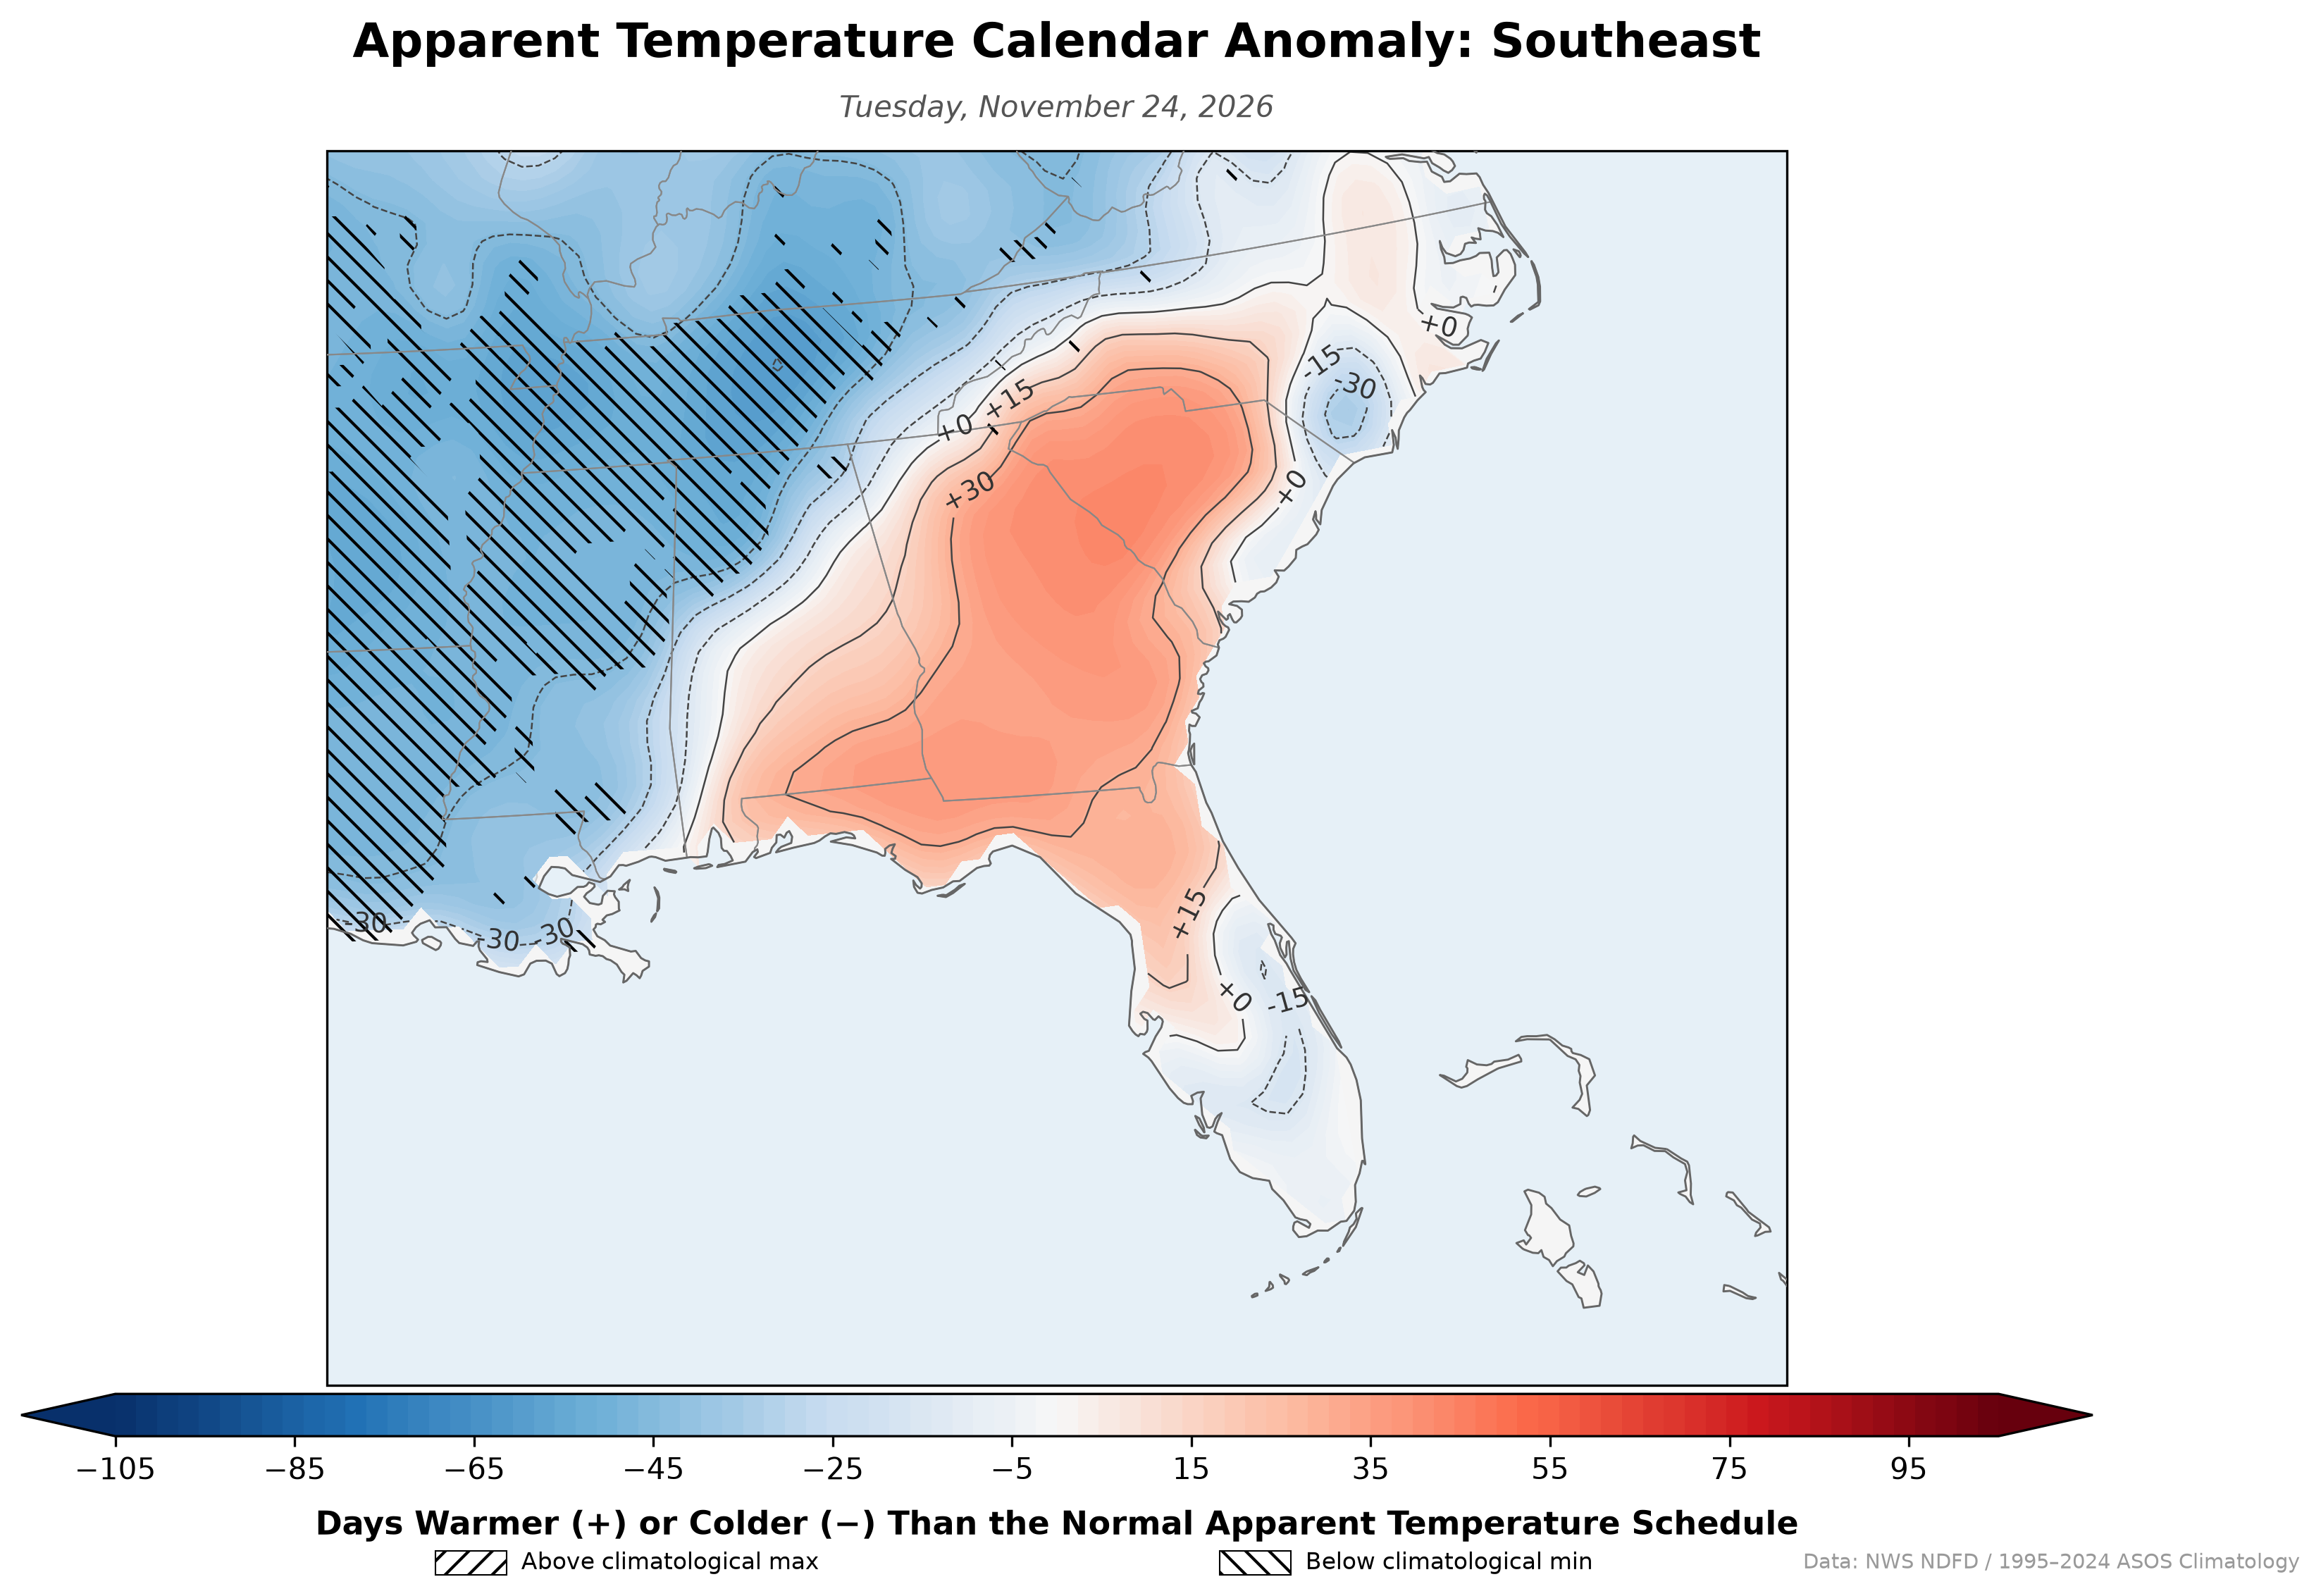 Apparent Temperature Calendar Anomaly: Southeast
Tuesday, November 24, 2026
+0
-15
-30
+15
+0
+30
+0
+15
-30
-30
-30
+0
-15
−105 −85 −65 −45 −25 −5 15 35 55 75 95
Days Warmer (+) or Colder (−) Than the Normal Apparent Temperature Schedule
Above climatological max
Below climatological min
Data: NWS NDFD / 1995–2024 ASOS Climatology